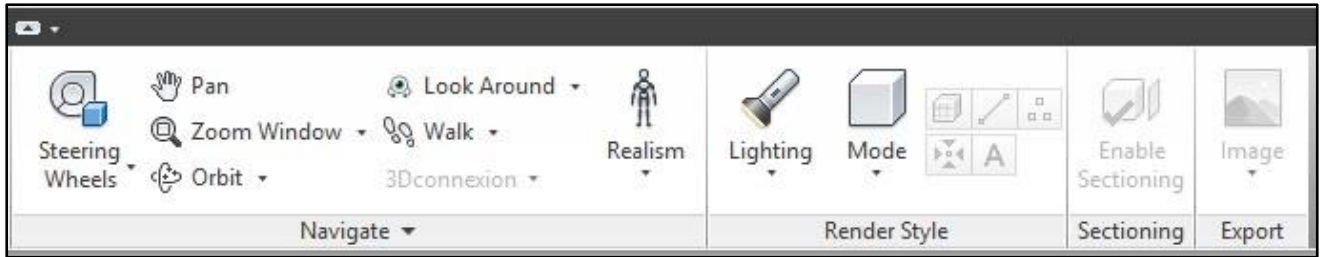 Steering
Wheels
Pan
Zoom Window
Orbit
Look Around
Walk
3Dconnexion
Realism
Navigate
Lighting
Mode
A
Render Style
Enable
Sectioning
Sectioning
Image
Export